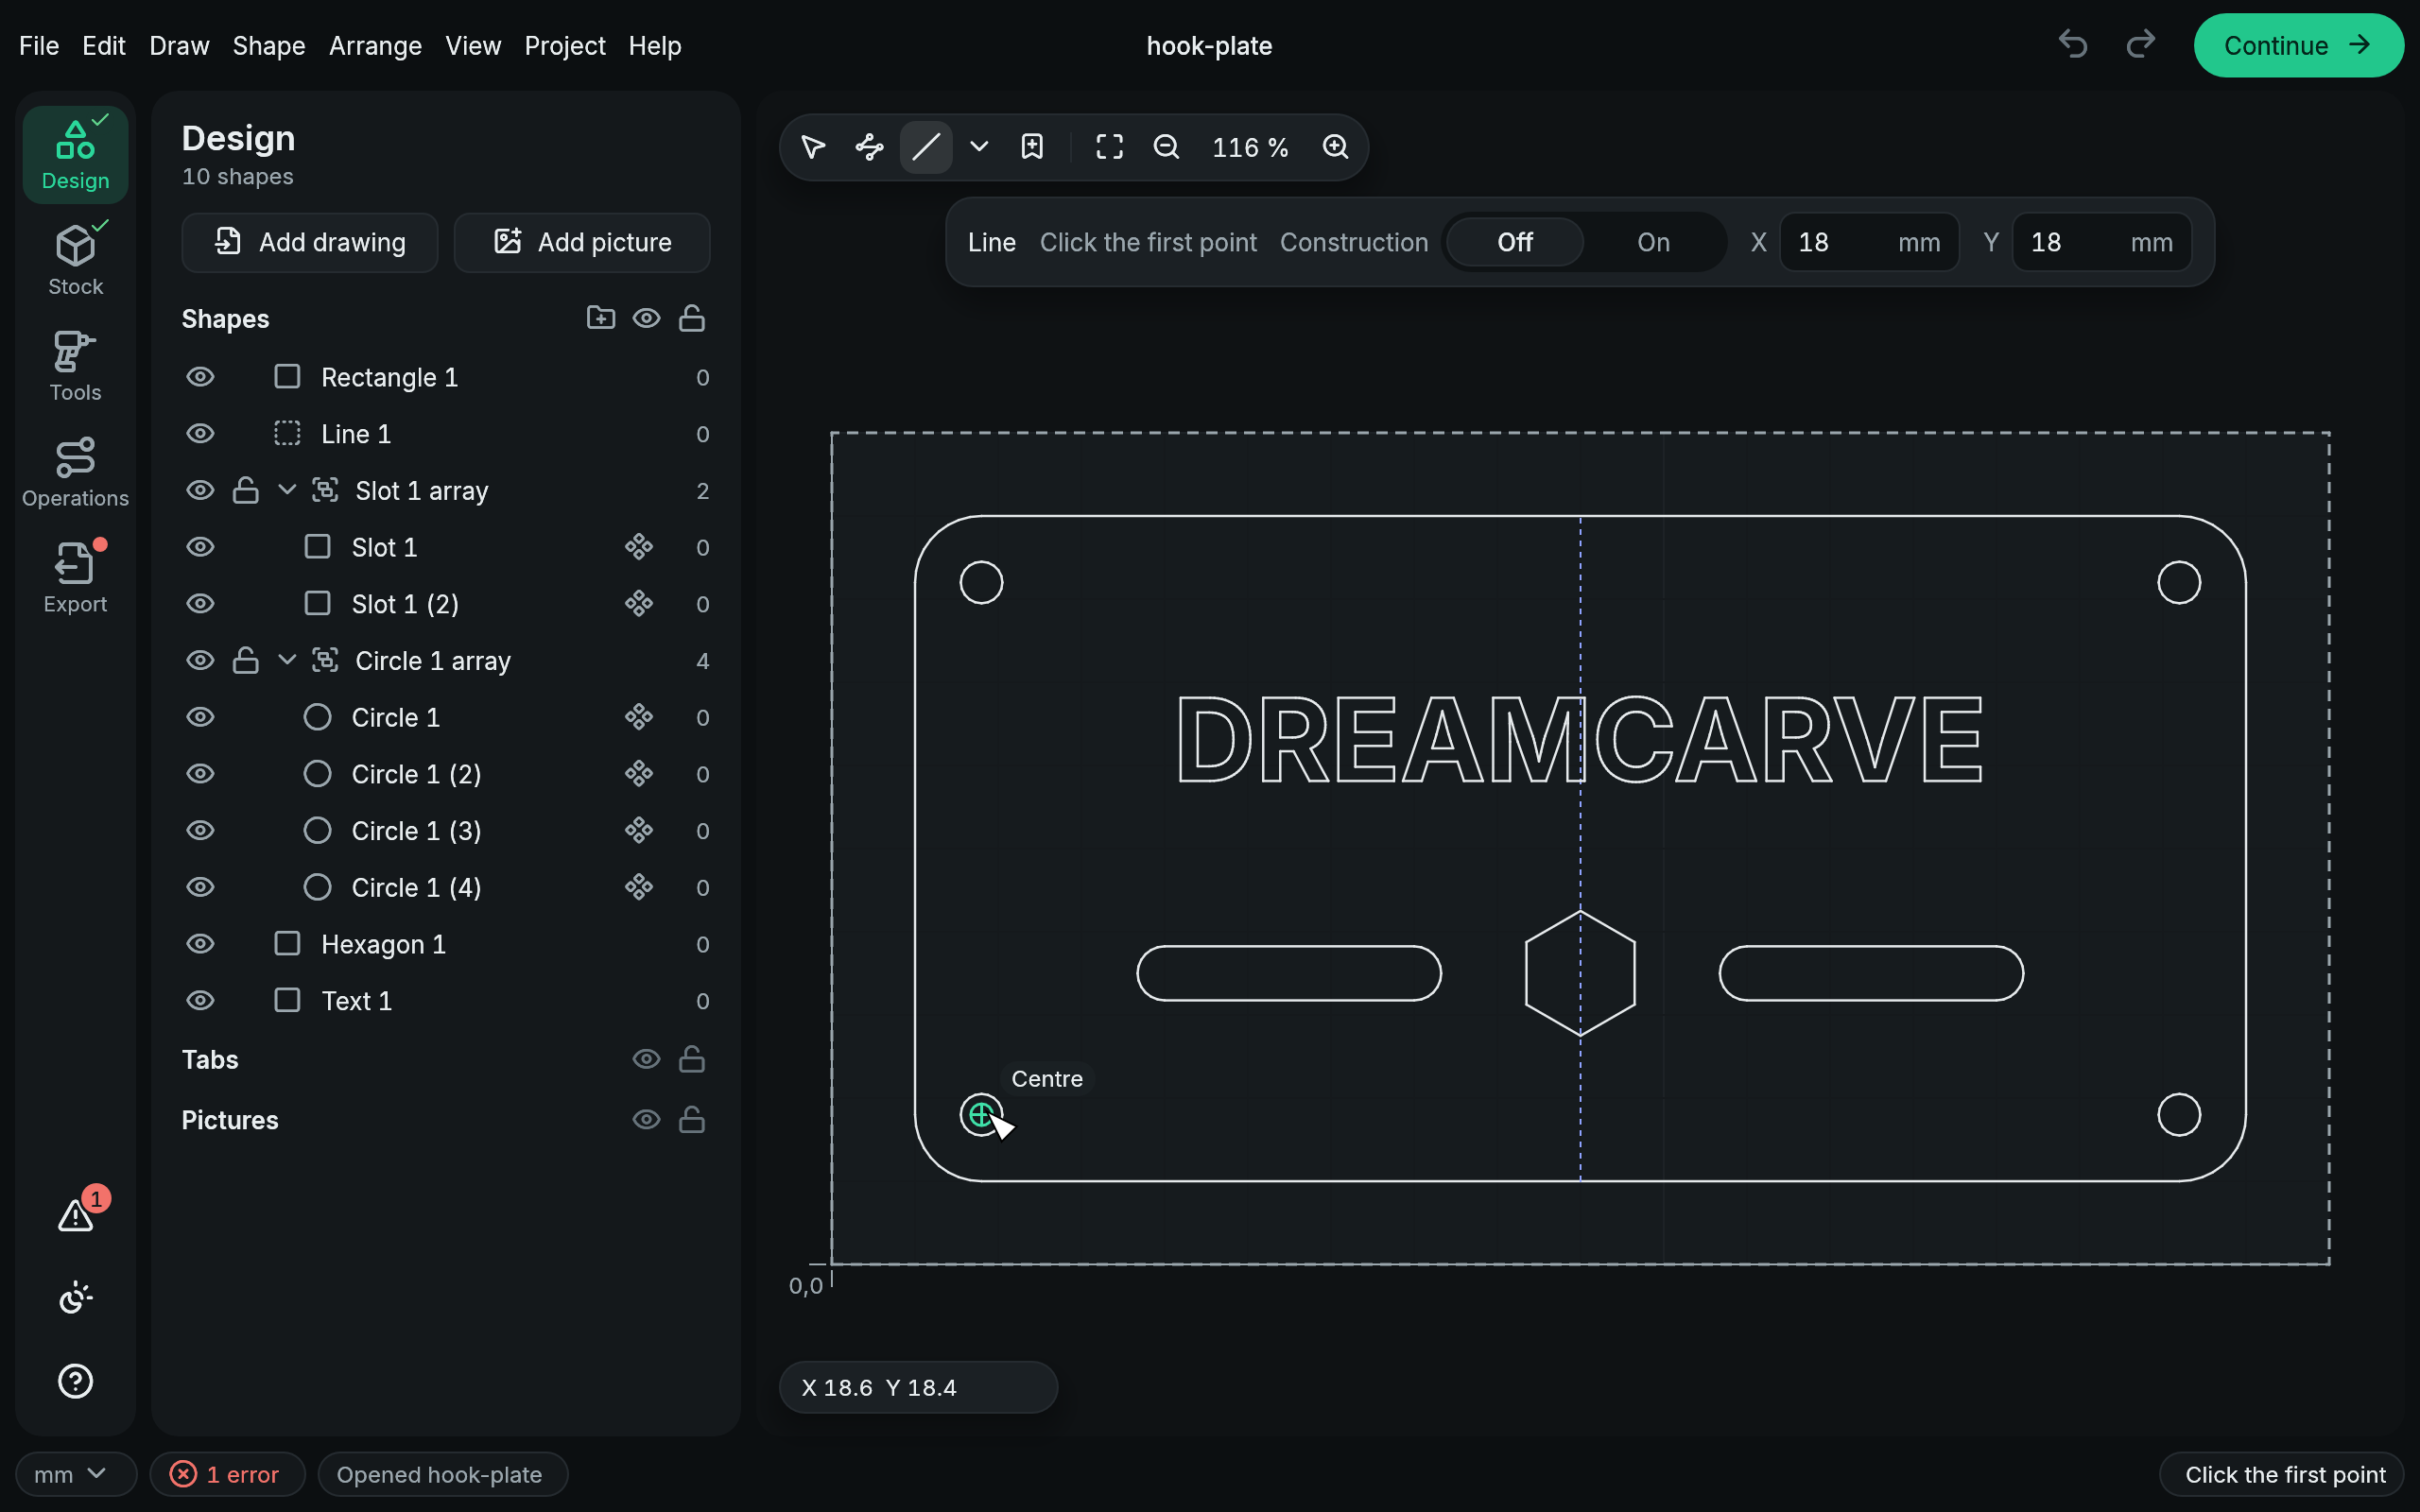 File Edit Draw Shape Arrange View Project Help
hook-plate
Continue
Design
Stock
Tools
Operations
Export
1
Design
10 shapes
Add drawing
Add picture
Shapes
Rectangle 1 0
Line 1 0
Slot 1 array 2
Slot 1 0
Slot 1 (2) 0
Circle 1 array 4
Circle 1 0
Circle 1 (2) 0
Circle 1 (3) 0
Circle 1 (4) 0
Hexagon 1 0
Text 1 0
Tabs
Pictures
116 %
Line Click the first point Construction Off On X 18 mm Y 18 mm
DREAMCARVE
Centre
0,0
X 18.6 Y 18.4
mm
1 error
Opened hook-plate
Click the first point